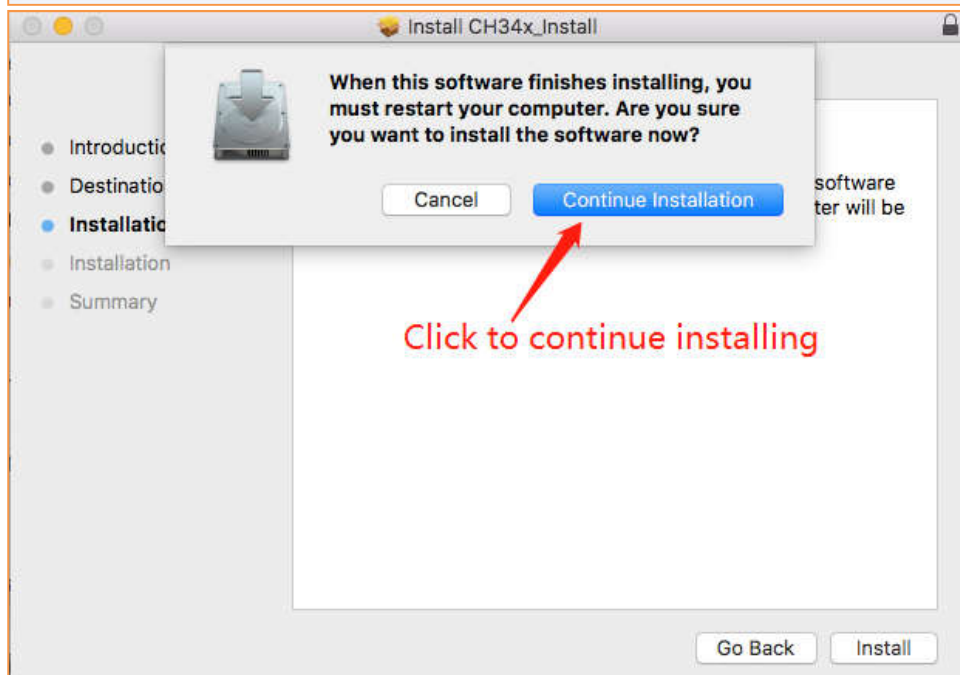 Install CH34x_Install
When this software finishes installing, you
must restart your computer. Are you sure
you want to install the software now?
Cancel
Continue Installation
Introductio
Destinatio
Installatio
Installation
Summary
software
ter will be
Click to continue installing
Go Back
Install